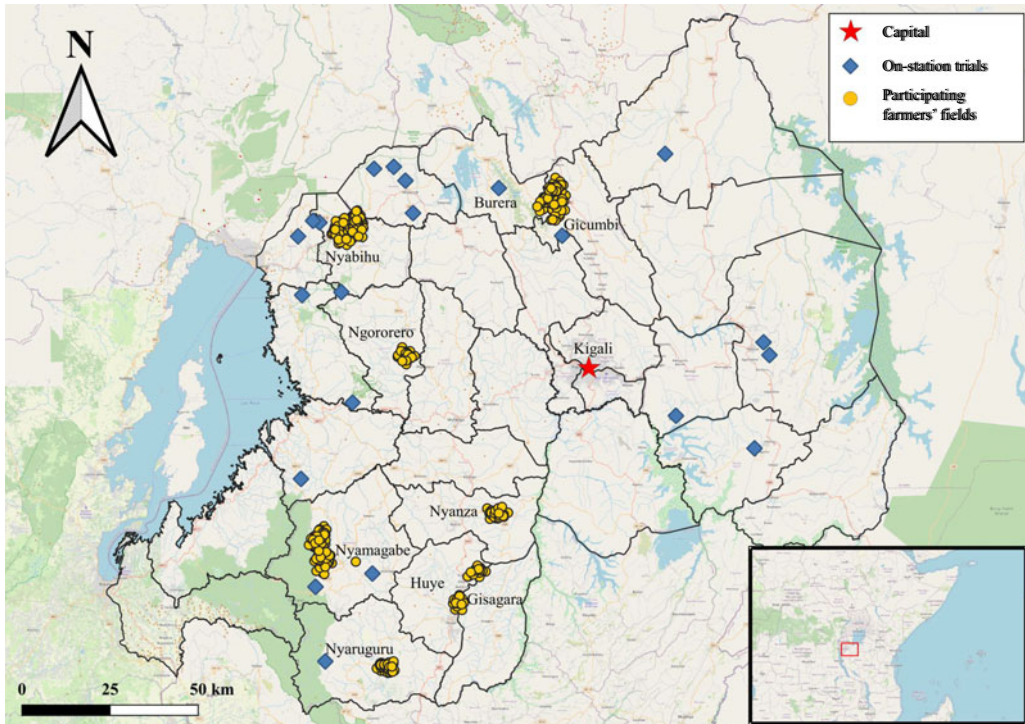 N
Capital
On-station trials
Participating
farmers' fields
Burera
Gicumbi
Nyabihu
Ngororero
Kigali
Nyanza
Nyamagabe
Huye
Gisagara
Nyaruguru
0 25 50 km